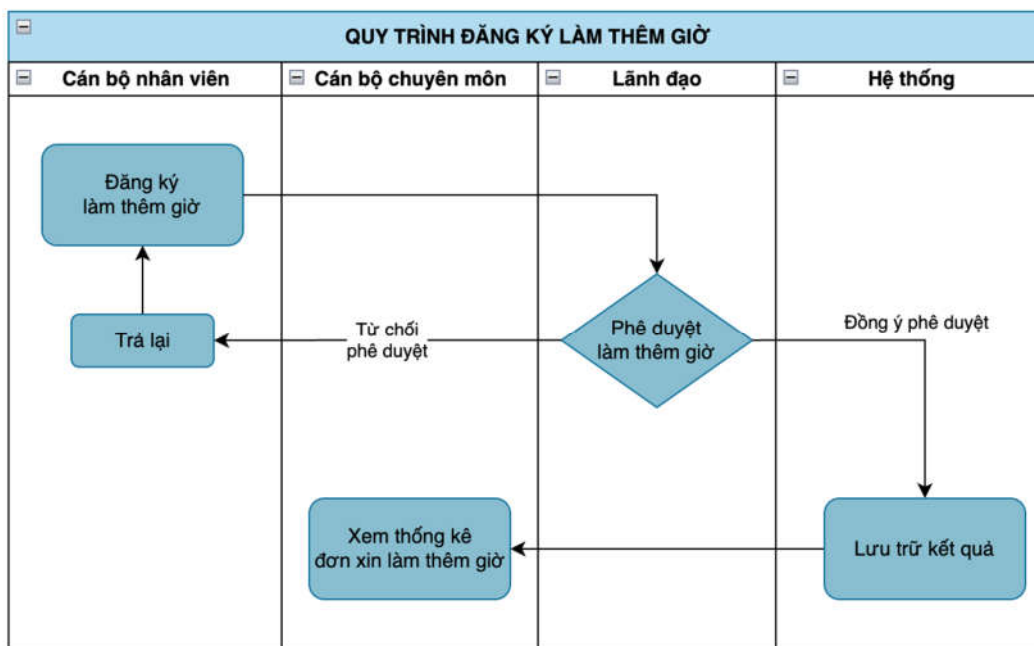 QUY TRÌNH ĐĂNG KÝ LÀM THÊM GIỜ
Cán bộ nhân viên
Cán bộ chuyên môn
Lãnh đạo
Hệ thống
Đăng ký
làm thêm giờ
Trả lại
Từ chối
phê duyệt
Phê duyệt
làm thêm giờ
Đồng ý phê duyệt
Xem thống kê
đơn xin làm thêm giờ
Lưu trữ kết quả